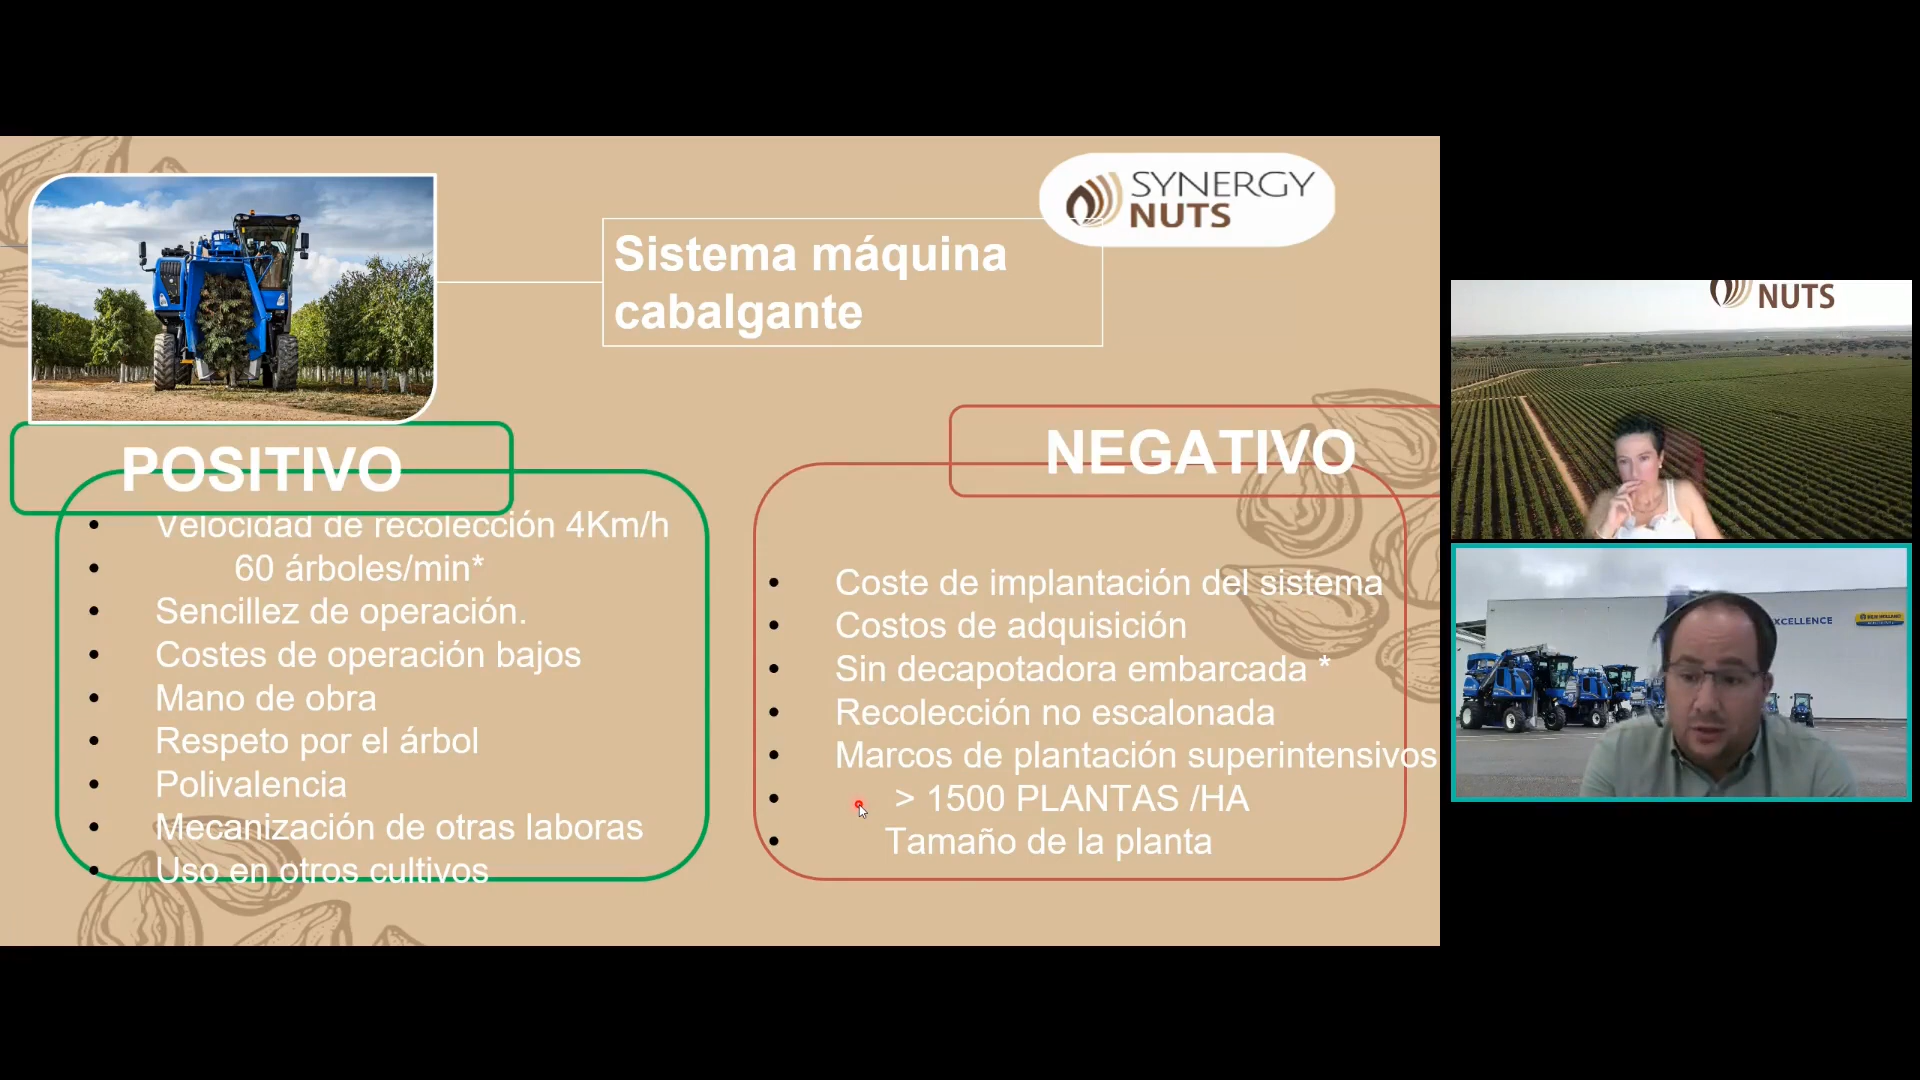 SYNERGY
NUTS
Sistema máquina
cabalgante
POSITIVO
Velocidad de recolección 4Km/h
60 árboles/min*
Sencillez de operación.
Costes de operación bajos
Mano de obra
Respeto por el árbol
Polivalencia
Mecanización de otras laboras
Uso en otros cultivos
NEGATIVO
Coste de implantación del sistema
Costos de adquisición
Sin decapotadora embarcada *
Recolección no escalonada
Marcos de plantación superintensivos
> 1500 PLANTAS /HA
Tamaño de la planta
NUTS
XCELLENCE
NEW HOLLAND